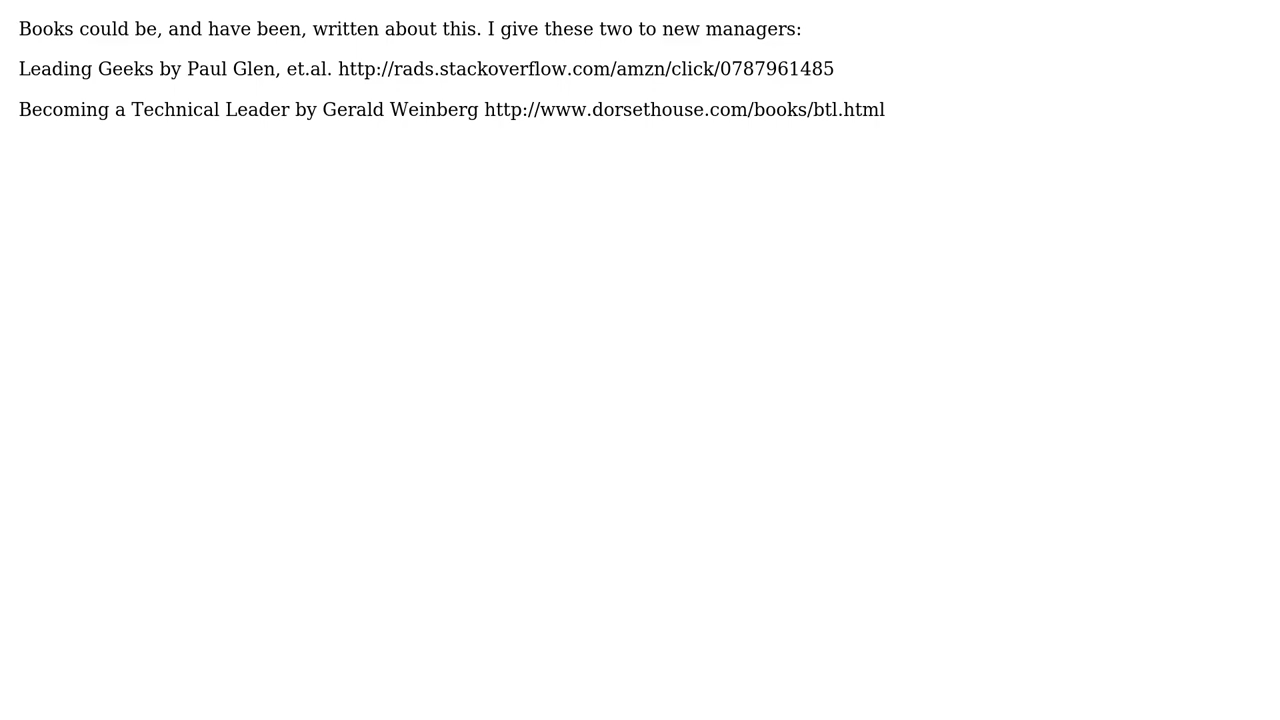 Books could be, and have been, written about this. I give these two to new managers:
Leading Geeks by Paul Glen, et.al. http://rads.stackoverflow.com/amzn/click/0787961485
Becoming a Technical Leader by Gerald Weinberg http://www.dorsethouse.com/books/btl.html